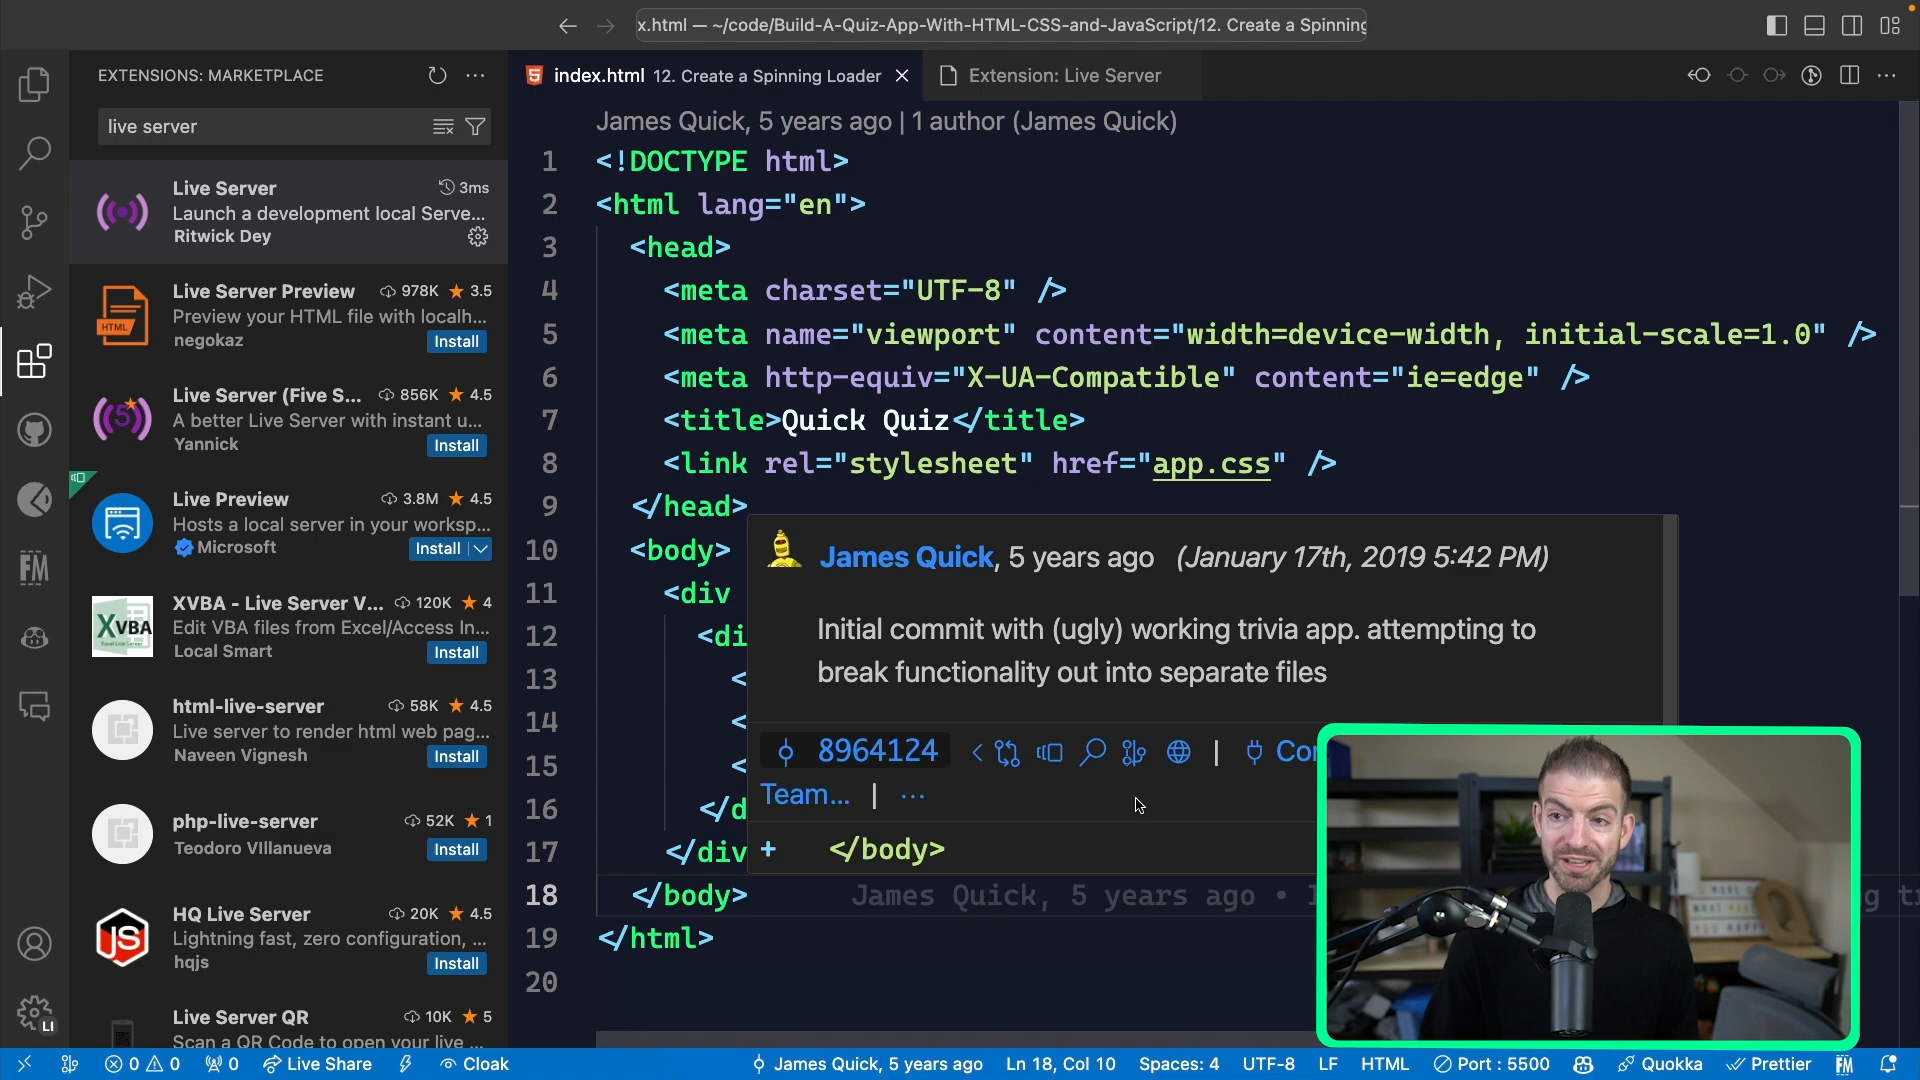 x.html — ~/code/Build-A-Quiz-App-With-HTML-CSS-and-JavaScript/12. Create a Spinning
EXTENSIONS: MARKETPLACE
live server
Live Server 3ms
Launch a development local Serve...
Ritwick Dey
Live Server Preview 978K 3.5
Preview your HTML file with localh...
negokaz Install
HTML
Live Server (Five S... 856K 4.5
A better Live Server with instant u...
Yannick Install
5
Live Preview 3.8M 4.5
Hosts a local server in your worksp...
Microsoft Install
XVBA - Live Server V... 120K 4
Edit VBA files from Excel/Access In...
Local Smart Install
XVBA
html-live-server 58K 4.5
Live server to render html web pag...
Naveen Vignesh Install
php-live-server 52K 1
Teodoro VIllanueva Install
HQ Live Server 20K 4.5
Lightning fast, zero configuration, ...
hqjs Install
JS
Live Server QR 10K 5
Scan a QR Code to open your live ...
FM
LI
index.html 12. Create a Spinning Loader Extension: Live Server
James Quick, 5 years ago | 1 author (James Quick)
1 <!DOCTYPE html>
2 <html lang="en">
3 <head>
4 <meta charset="UTF-8" />
5 <meta name="viewport" content="width=device-width, initial-scale=1.0" />
6 <meta http-equiv="X-UA-Compatible" content="ie=edge" />
7 <title>Quick Quiz</title>
8 <link rel="stylesheet" href="app.css" />
9 </head>
10 <body>
11 <div
12 <di
13 <
14 <
15 <
16 </d
17 </div
18 </body> James Quick, 5 years ago •
19 </html>
20
James Quick, 5 years ago (January 17th, 2019 5:42 PM)
Initial commit with (ugly) working trivia app. attempting to
break functionality out into separate files
8964124 | Con
Team... | ...
+ </body>
0 0 0 Live Share Cloak James Quick, 5 years ago Ln 18, Col 10 Spaces: 4 UTF-8 LF HTML Port : 5500 Quokka Prettier FM